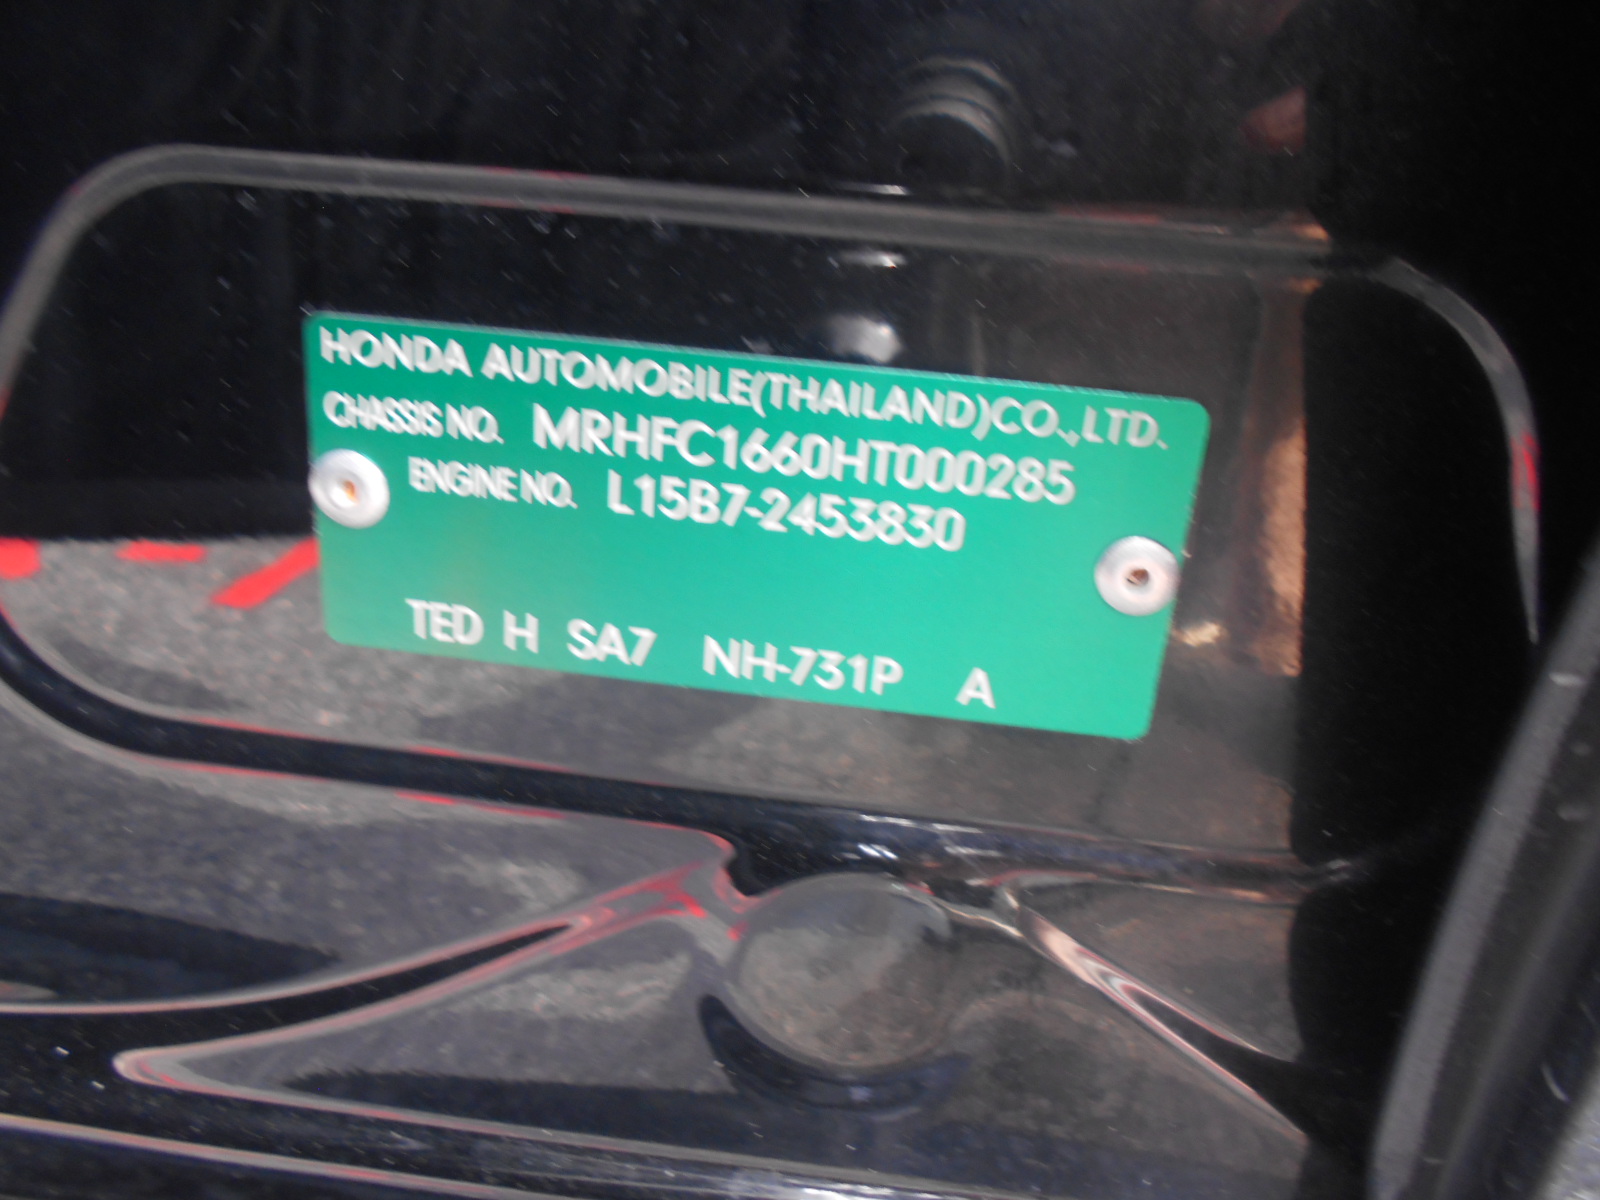 HONDA AUTOMOBILE(THAILAND)CO.,LTD.
CHASSIS NO. MRHFC1660HT000285
ENGINE NO. L15B7-2453830
TED H SA7 NH-731P A